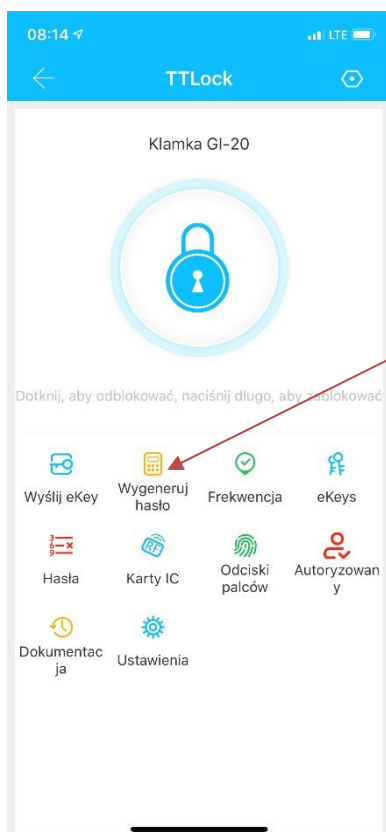 08:14 LTE
TTLock
Klamka GI-20
Dotknij, aby odblokować, naciśnij długo, aby zablokować
Wyślij eKey
Wygeneruj
hasło
Frekwencja
eKeys
Hasła
Karty IC
Odciski
palców
Autoryzowan
y
Dokumentac
ja
Ustawienia